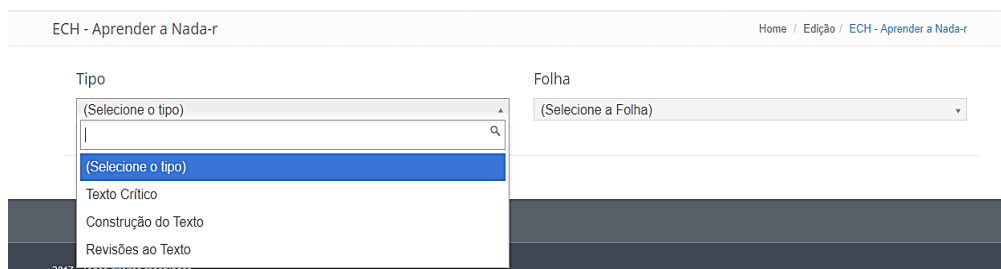 ECH - Aprender a Nada-r
Home / Edição / ECH - Aprender a Nada-r
Tipo
Folha
(Selecione o tipo)
(Selecione a Folha)
(Selecione o tipo)
Texto Crítico
Construção do Texto
Revisões ao Texto